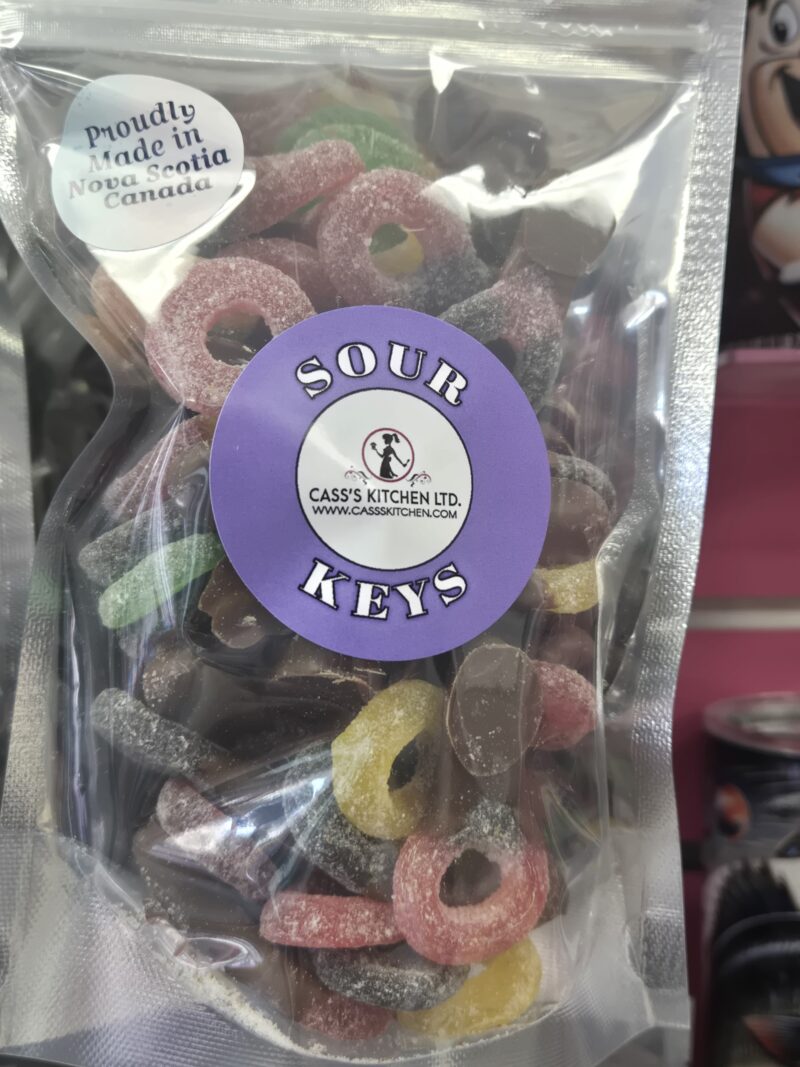 Proudly
Made in
Nova Scotia
Canada
SOUR
CASS'S KITCHEN LTD.
WWW.CASSSKITCHEN.COM
KEYS